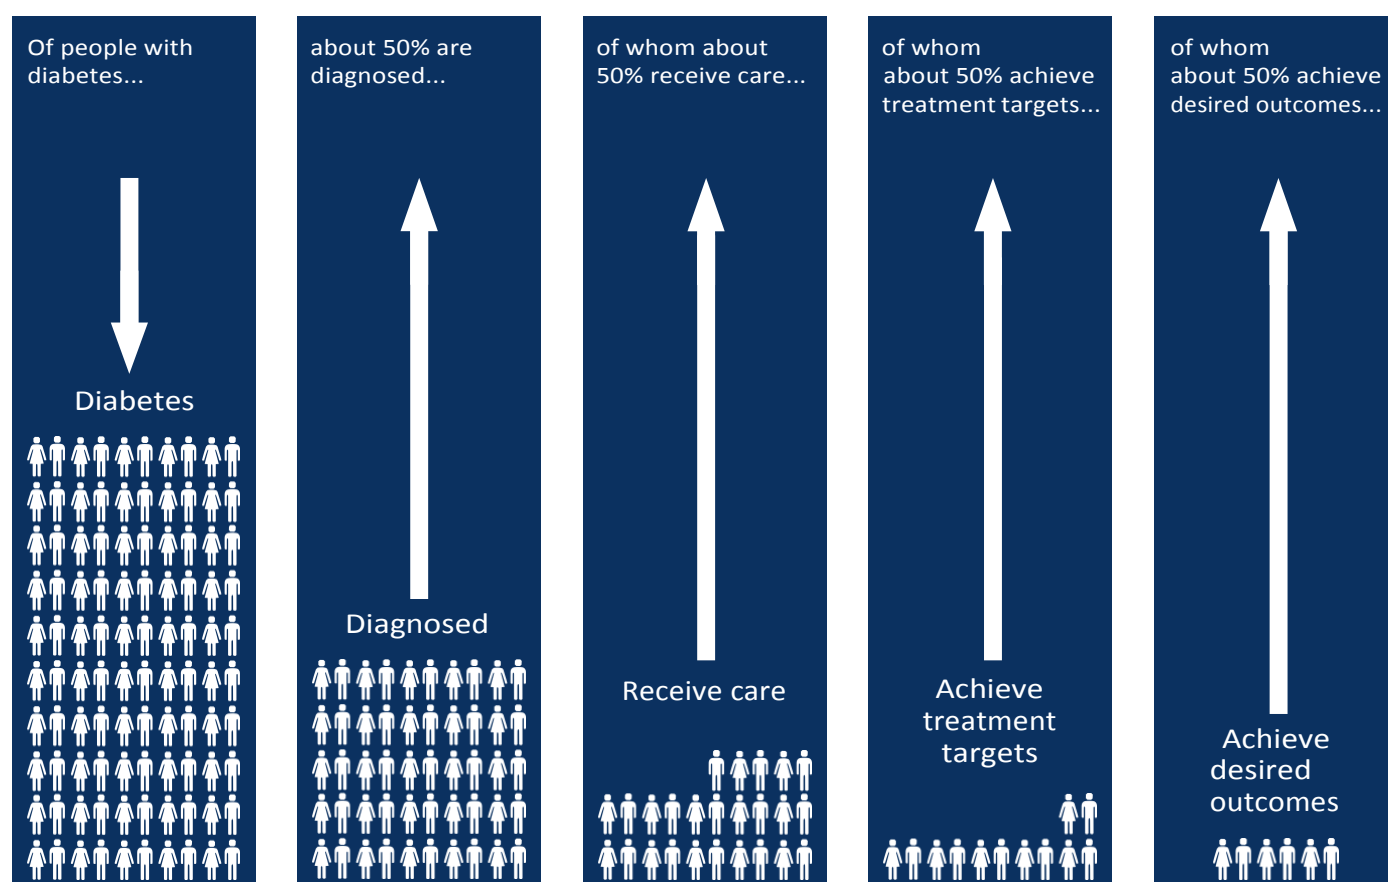 Of people with
diabetes...
Diabetes
about 50% are
diagnosed...
Diagnosed
of whom about
50% receive care...
Receive care
of whom
about 50% achieve
treatment targets...
Achieve
treatment
targets
of whom
about 50% achieve
desired outcomes...
Achieve
desired
outcomes